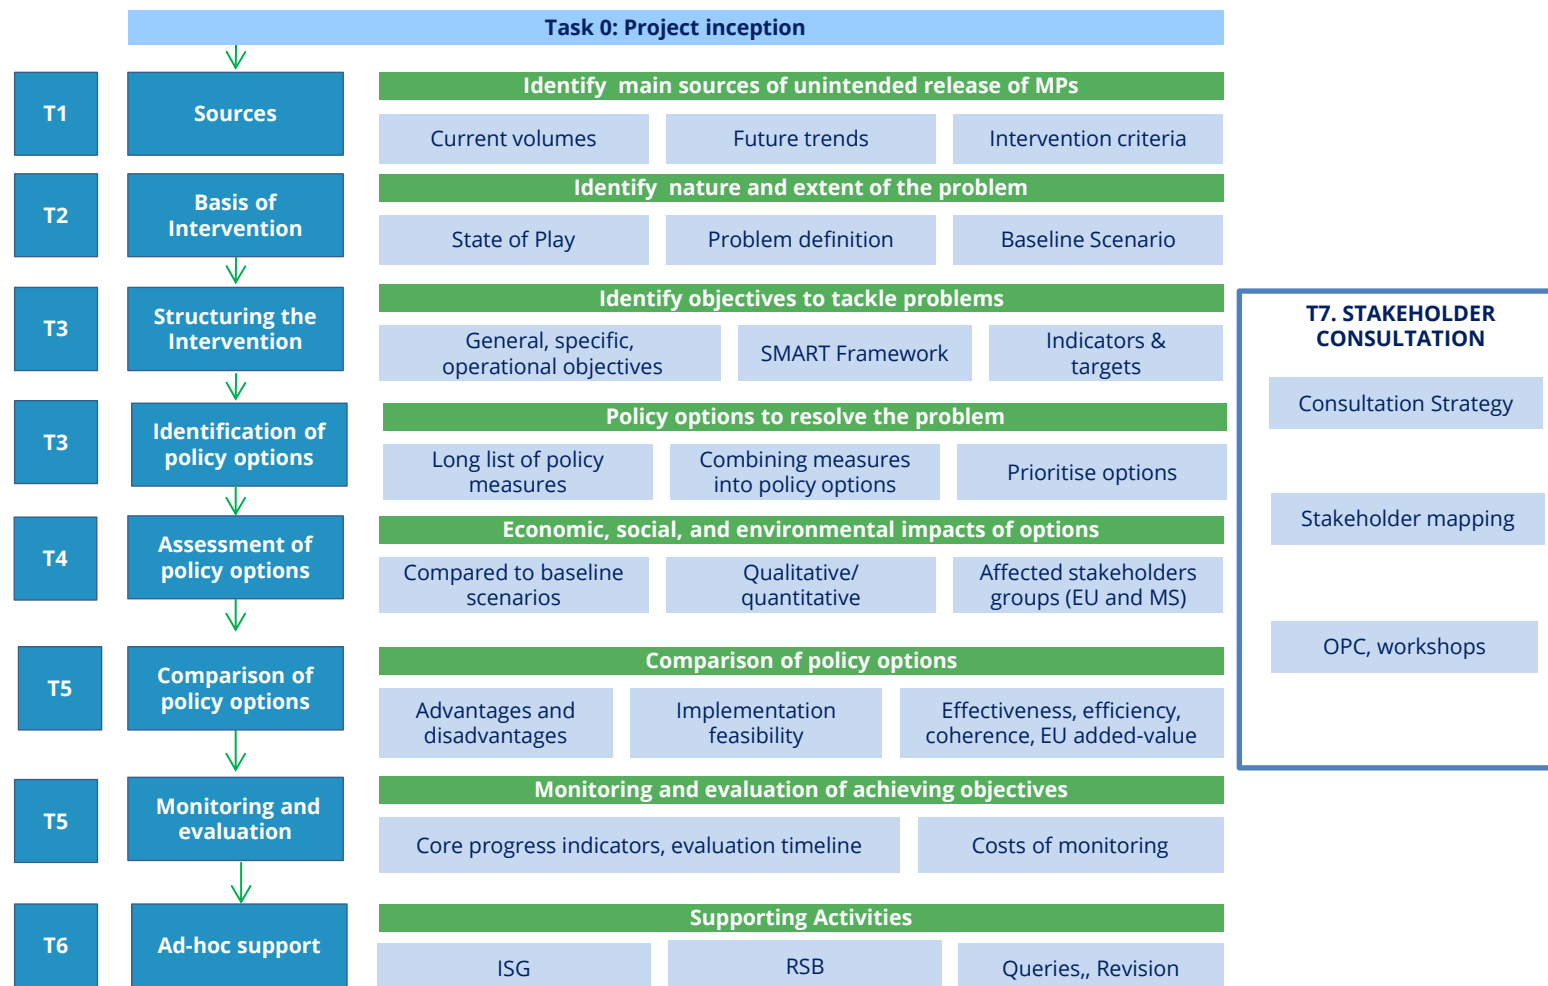 Task 0: Project inception
T1
Sources
Identify main sources of unintended release of MPs
Current volumes
Future trends
Intervention criteria
T2
Basis of
Intervention
Identify nature and extent of the problem
State of Play
Problem definition
Baseline Scenario
T3
Structuring the
Intervention
Identify objectives to tackle problems
General, specific,
operational objectives
SMART Framework
Indicators &
targets
T3
Identification of
policy options
Policy options to resolve the problem
Long list of policy
measures
Combining measures
into policy options
Prioritise options
T4
Assessment of
policy options
Economic, social, and environmental impacts of options
Compared to baseline
scenarios
Qualitative/
quantitative
Affected stakeholders
groups (EU and MS)
T5
Comparison of
policy options
Comparison of policy options
Advantages and
disadvantages
Implementation
feasibility
Effectiveness, efficiency,
coherence, EU added-value
T5
Monitoring and
evaluation
Monitoring and evaluation of achieving objectives
Core progress indicators, evaluation timeline
Costs of monitoring
T6
Ad-hoc support
Supporting Activities
ISG
RSB
Queries,, Revision
T7. STAKEHOLDER
CONSULTATION
Consultation Strategy
Stakeholder mapping
OPC, workshops